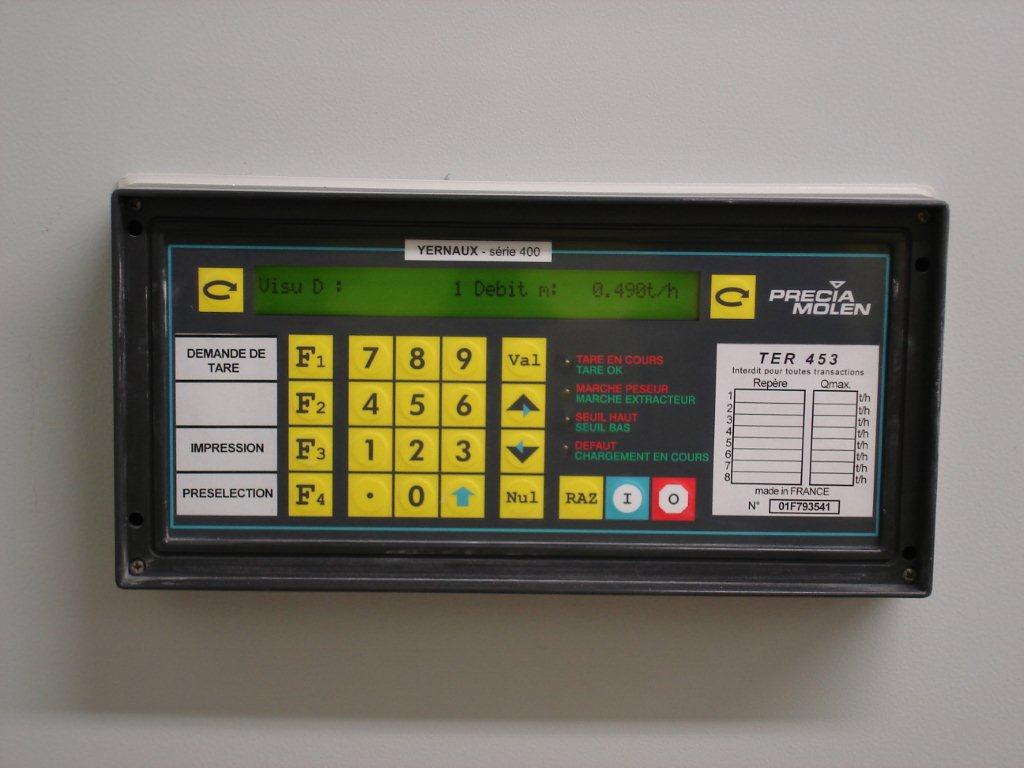 YERNAUX - série 400
Visu D : 1 Debit m: 0.490t/h
PRECIA
MOLEN
DEMANDE DE
TARE
IMPRESSION
PRESELECTION
F1 7 8 9 Val
F2 4 5 6
F3 1 2 3
F4 . 0 Nul RAZ I O
TARE EN COURS
TARE OK
MARCHE PESEUR
MARCHE EXTRACTEUR
SEUIL HAUT
SEUIL BAS
DEFAUT
CHARGEMENT EN COURS
TER 453
Interdit pour toutes transactions
Repère Qmax.
1 t/h
2 t/h
3 t/h
4 t/h
5 t/h
6 t/h
7 t/h
8 t/h
made in FRANCE
N° 01F793541